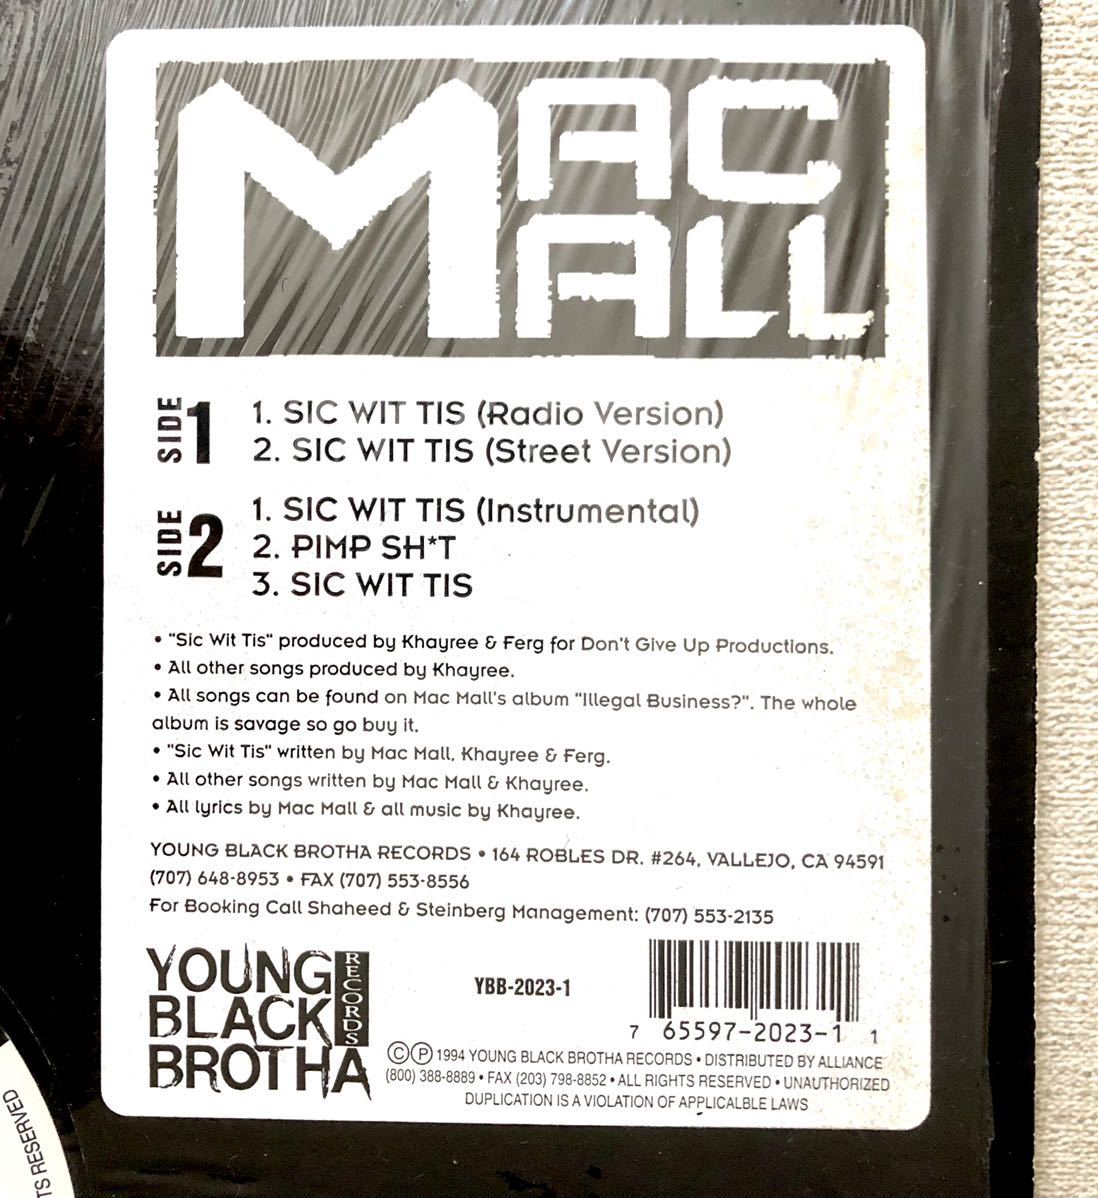 MAC MALL
SIDE 1
1. SIC WIT TIS (Radio Version)
2. SIC WIT TIS (Street Version)
SIDE 2
1. SIC WIT TIS (Instrumental)
2. PIMP SH*T
3. SIC WIT TIS
• "Sic Wit Tis" produced by Khayree & Ferg for Don't Give Up Productions.
• All other songs produced by Khayree.
• All songs can be found on Mac Mall's album "Illegal Business?". The whole
album is savage so go buy it.
• "Sic Wit Tis" written by Mac Mall, Khayree & Ferg.
• All other songs written by Mac Mall & Khayree.
• All lyrics by Mac Mall & all music by Khayree.
YOUNG BLACK BROTHA RECORDS • 164 ROBLES DR. #264, VALLEJO, CA 94591
(707) 648-8953 • FAX (707) 553-8556
For Booking Call Shaheed & Steinberg Management: (707) 553-2135
YOUNG
BLACK
BROTHA
RECORDS
YBB-2023-1
7 65597-2023-1 1
©℗ 1994 YOUNG BLACK BROTHA RECORDS • DISTRIBUTED BY ALLIANCE
(800) 388-8889 • FAX (203) 798-8852 • ALL RIGHTS RESERVED • UNAUTHORIZED
DUPLICATION IS A VIOLATION OF APPLICALBLE LAWS
TS RESERVED